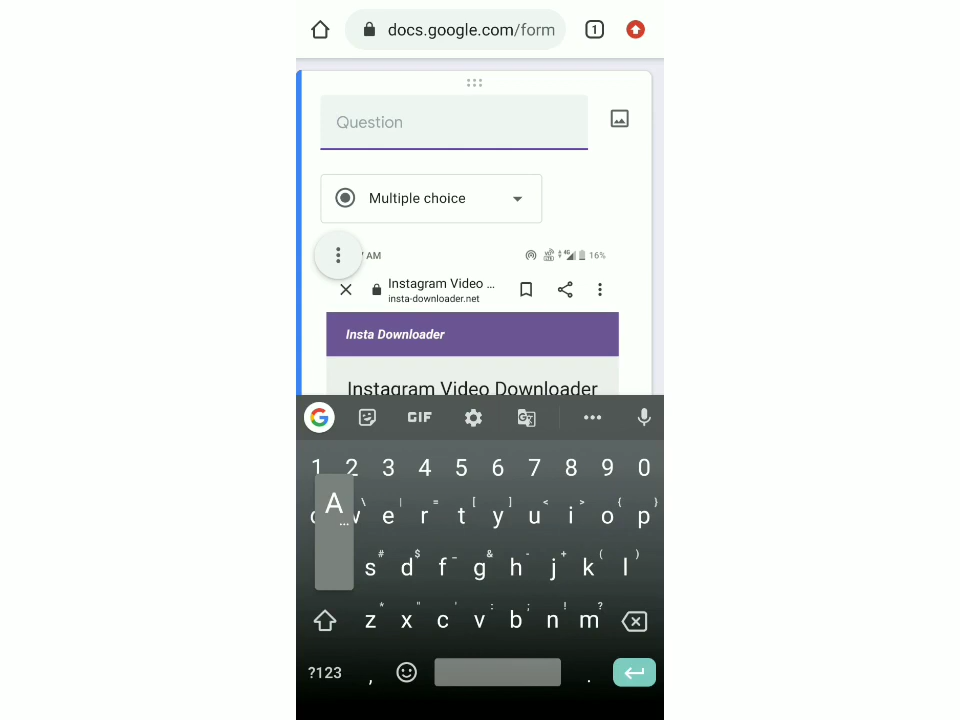 docs.google.com/form
1
Question
Multiple choice
AM
4G
16%
Instagram Video ...
insta-downloader.net
Insta Downloader
Instagram Video Downloader
G GIF G
1 2 3 4 5 6 7 8 9 0
\ | = [ ] < > { }
e r t y u i o p
A
...
# $ _ & - + ( )
s d f g h j k l
* " ' : ; ! ?
z x c v b n m
?123 , .